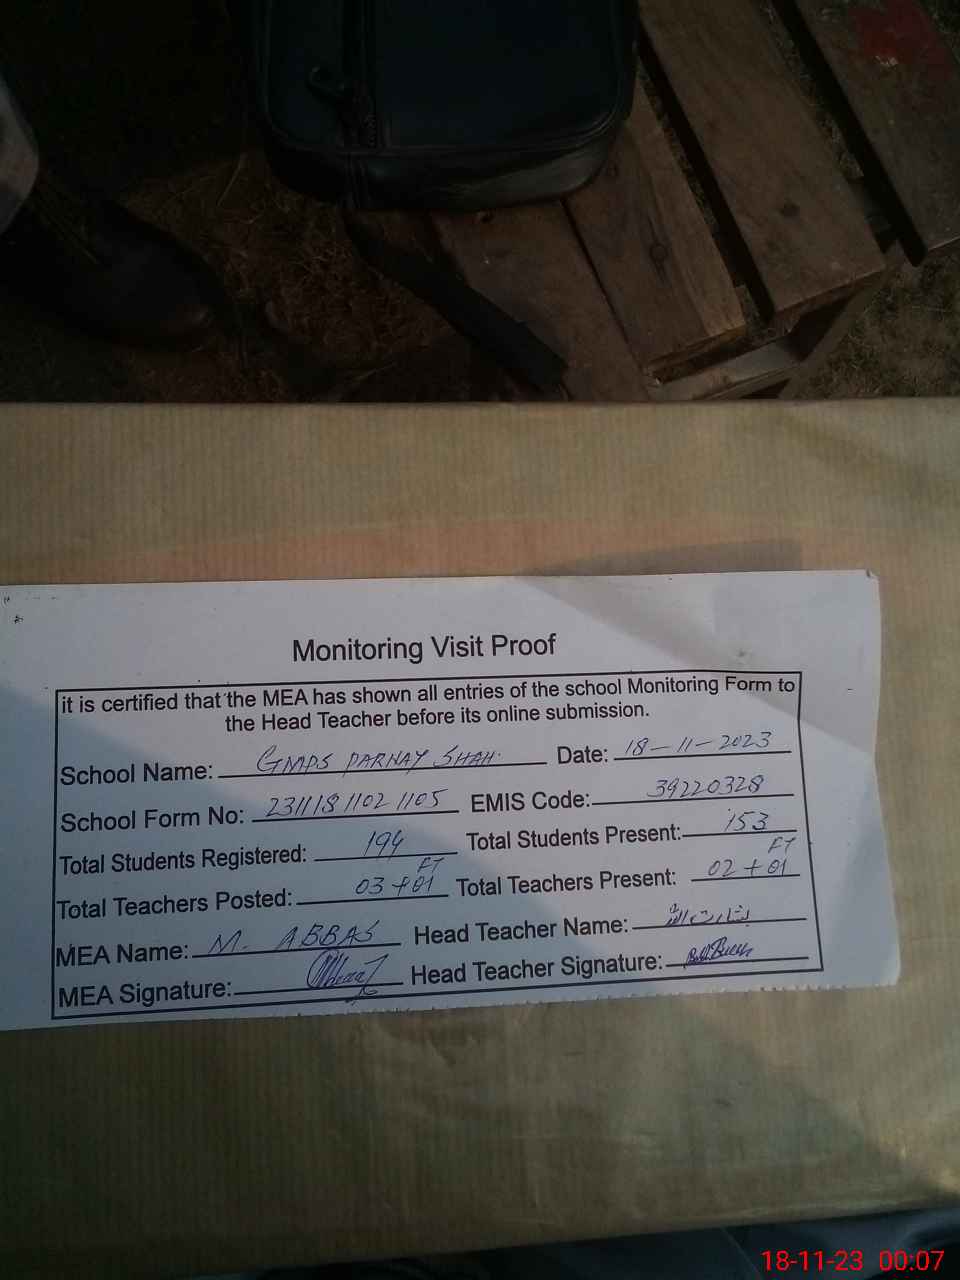 Monitoring Visit Proof
it is certified that the MEA has shown all entries of the school Monitoring Form to
the Head Teacher before its online submission.
School Name: GMPS PARHAY SHAH. Date: 18-11-2023
School Form No: 231118 1102 1105 EMIS Code: 39220328
Total Students Registered: 194 Total Students Present: 153
Total Teachers Posted: 03 + 01 FT Total Teachers Present: 02 + 01 FT
MEA Name: M. ABBAS Head Teacher Name:
MEA Signature: Head Teacher Signature:
18-11-23 00:07